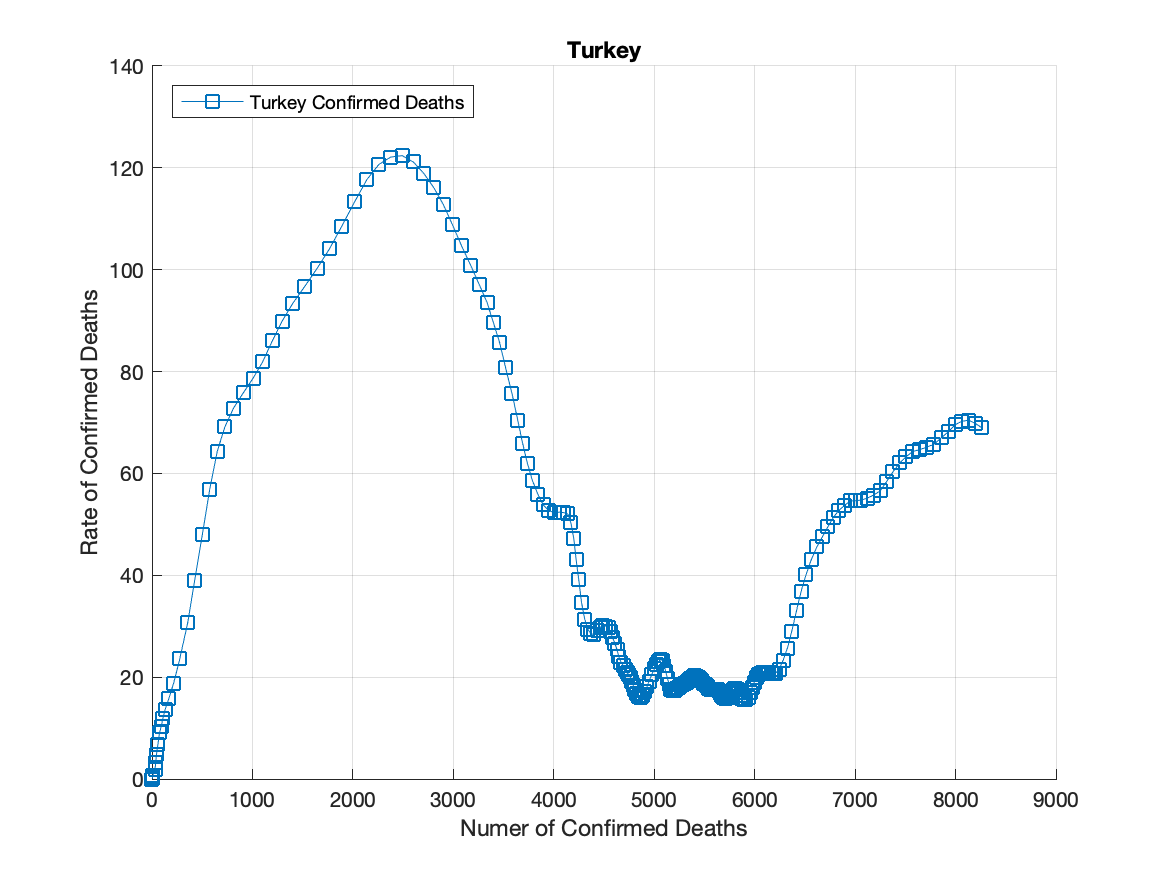 Turkey
Turkey Confirmed Deaths
140
120
100
80
60
40
20
0
Rate of Confirmed Deaths
0 1000 2000 3000 4000 5000 6000 7000 8000 9000
Numer of Confirmed Deaths